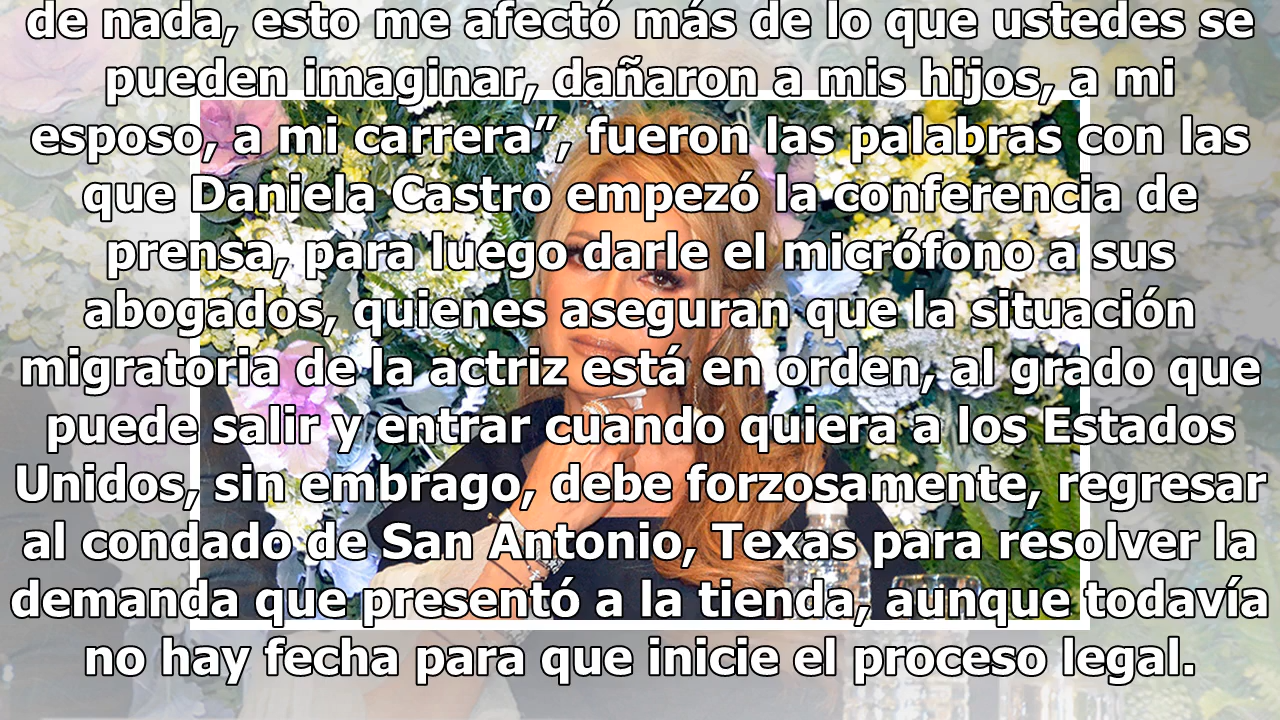 de nada, esto me afectó más de lo que ustedes se
pueden imaginar, dañaron a mis hijos, a mi
esposo, a mi carrera”, fueron las palabras con las
que Daniela Castro empezó la conferencia de
prensa, para luego darle el micrófono a sus
abogados, quienes aseguran que la situación
migratoria de la actriz está en orden, al grado que
puede salir y entrar cuando quiera a los Estados
Unidos, sin embrago, debe forzosamente, regresar
al condado de San Antonio, Texas para resolver la
demanda que presentó a la tienda, aunque todavía
no hay fecha para que inicie el proceso legal.